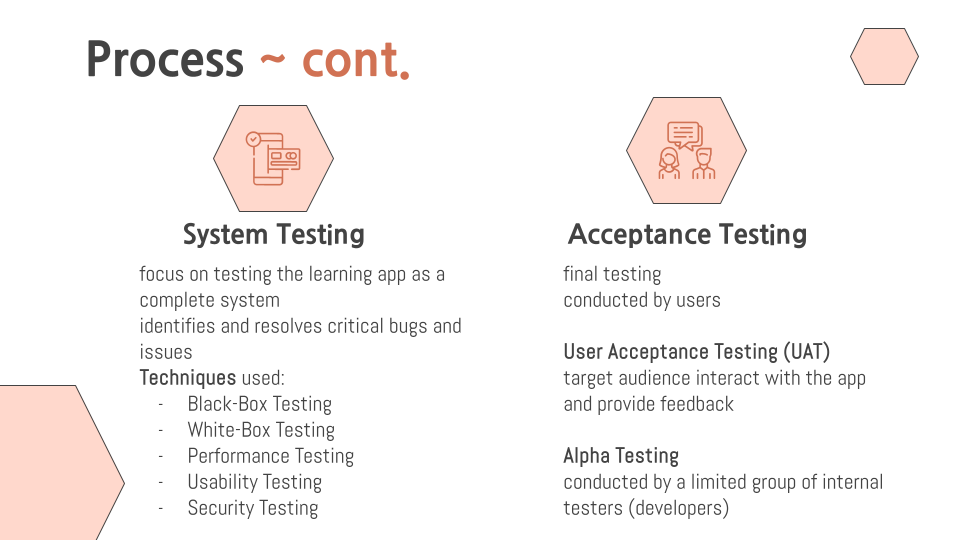 Process ~ cont.
System Testing
focus on testing the learning app as a
complete system
identifies and resolves critical bugs and
issues
Techniques used:
- Black-Box Testing
- White-Box Testing
- Performance Testing
- Usability Testing
- Security Testing
Acceptance Testing
final testing
conducted by users
User Acceptance Testing (UAT)
target audience interact with the app
and provide feedback
Alpha Testing
conducted by a limited group of internal
testers (developers)